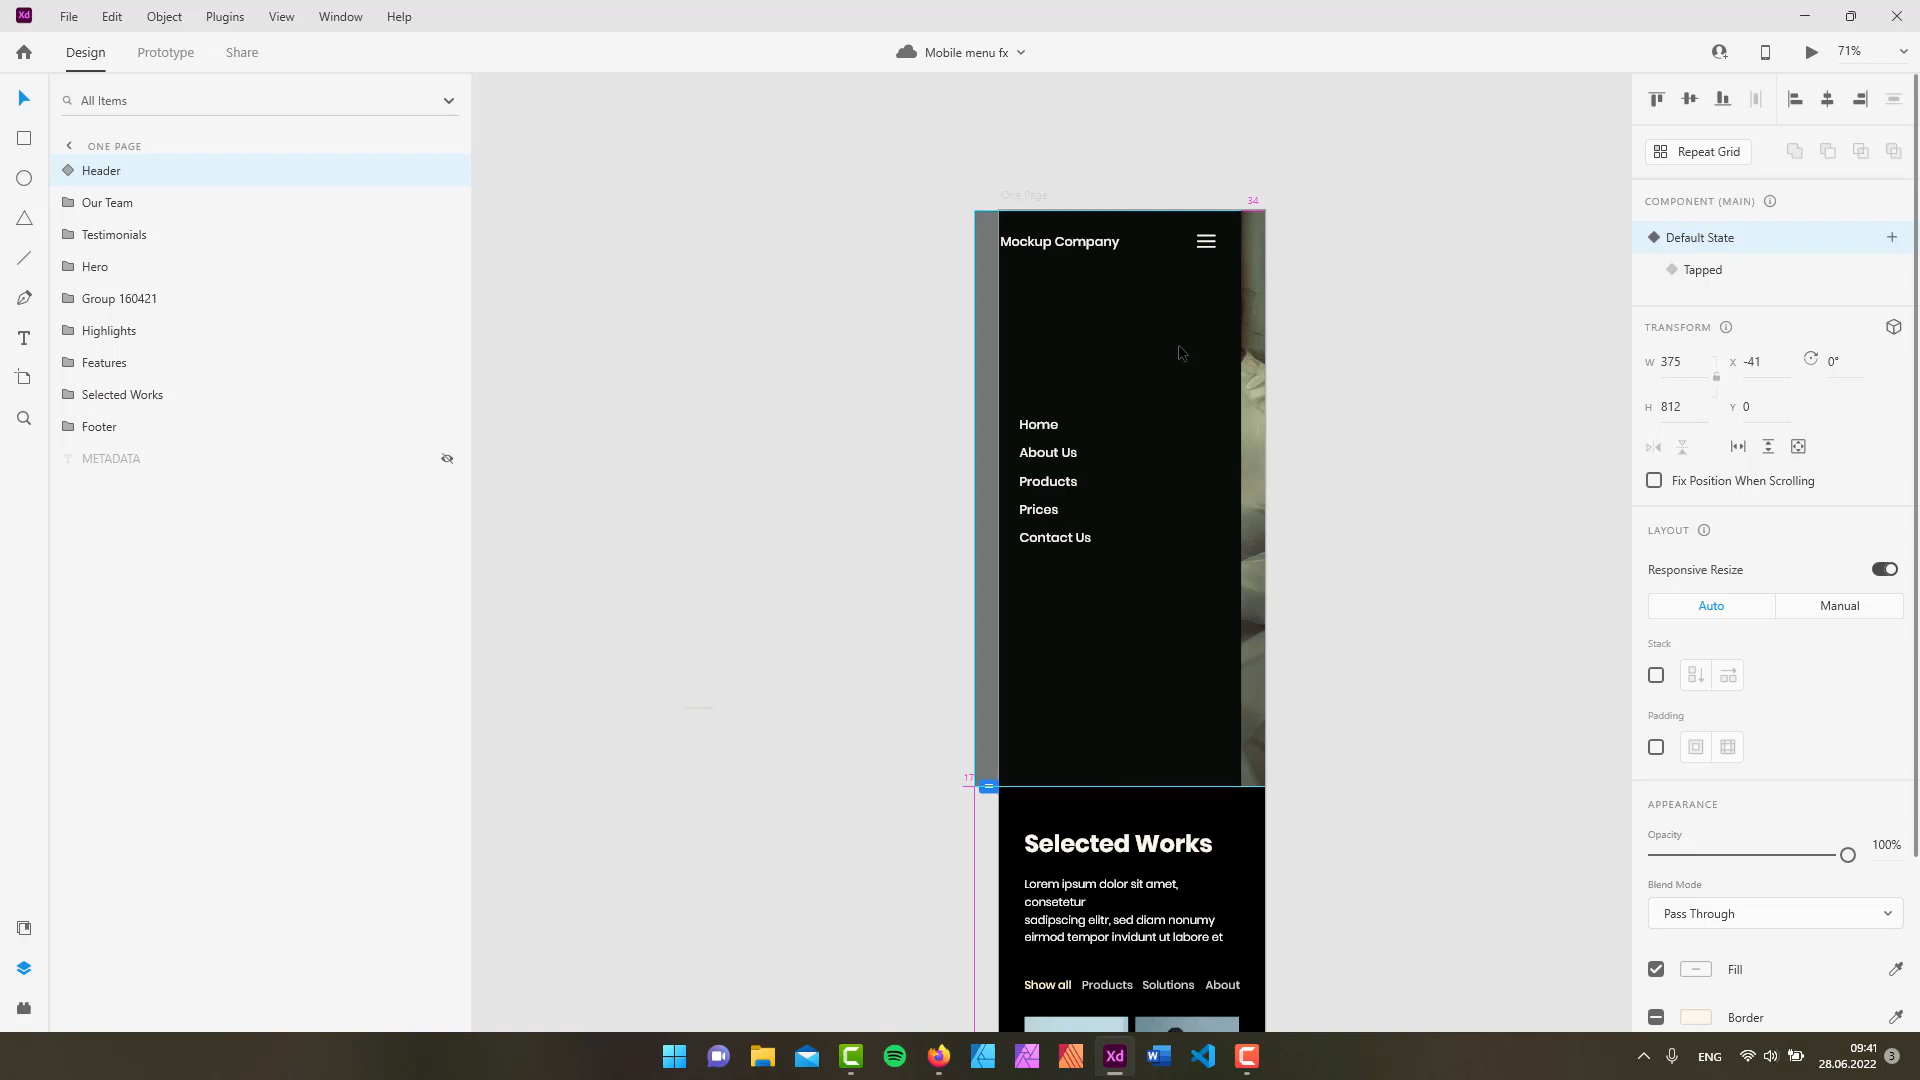 Xd File Edit Object Plugins View Window Help
Design Prototype Share
Mobile menu fx
71%
All Items
ONE PAGE
Header
Our Team
Testimonials
Hero
Group 160421
Highlights
Features
Selected Works
Footer
METADATA
One Page
34
Mockup Company
Home
About Us
Products
Prices
Contact Us
17
Selected Works
Lorem ipsum dolor sit amet,
consetetur
sadipscing elitr, sed diam nonumy
eirmod tempor invidunt ut labore et
Show all Products Solutions About
Repeat Grid
COMPONENT (MAIN)
Default State
Tapped
TRANSFORM
W 375 X -41 0°
H 812 Y 0
Fix Position When Scrolling
LAYOUT
Responsive Resize
Auto Manual
Stack
Padding
APPEARANCE
Opacity
100%
Blend Mode
Pass Through
Fill
Border
Xd
ENG
09:41
28.06.2022
3